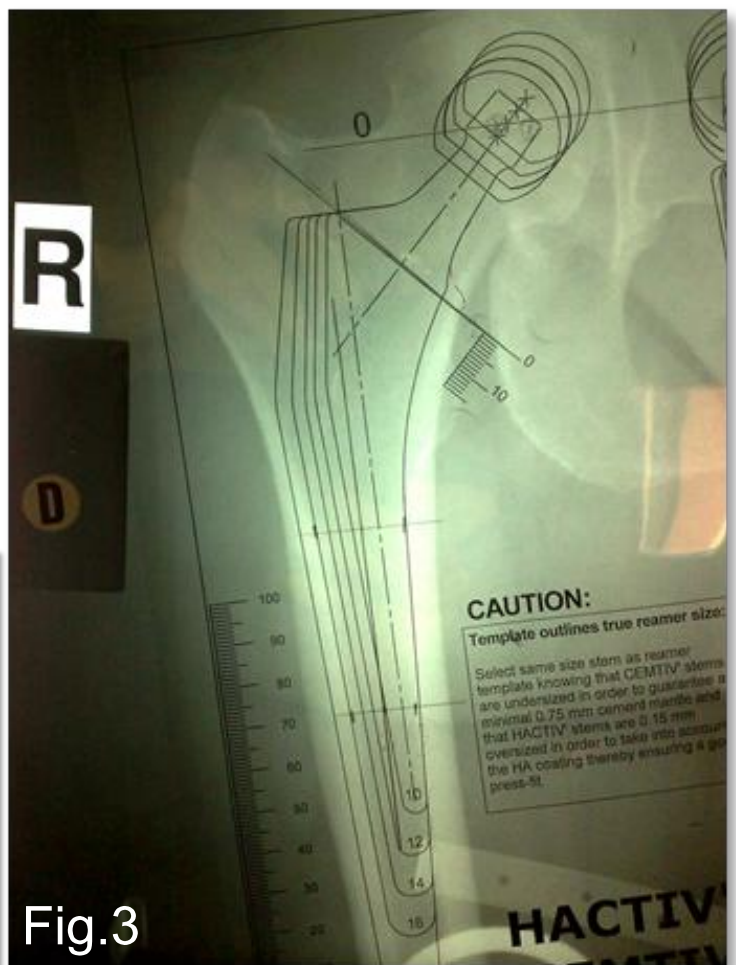 0
R
0
10
D
100
90
80
70
60
50
40
30
20
CAUTION:
Template outlines true reamer size:
Select same size stem as reamer
template knowing that CEMTIV' stems
are undersized in order to guarantee a
minimal 0.75 mm cement mantle and
that HACTIV' stems are 0.15 mm
oversized in order to take into
the HA coating thereby ensuring a
press-fit.
10
12
14
16
HACTIV'
Fig.3